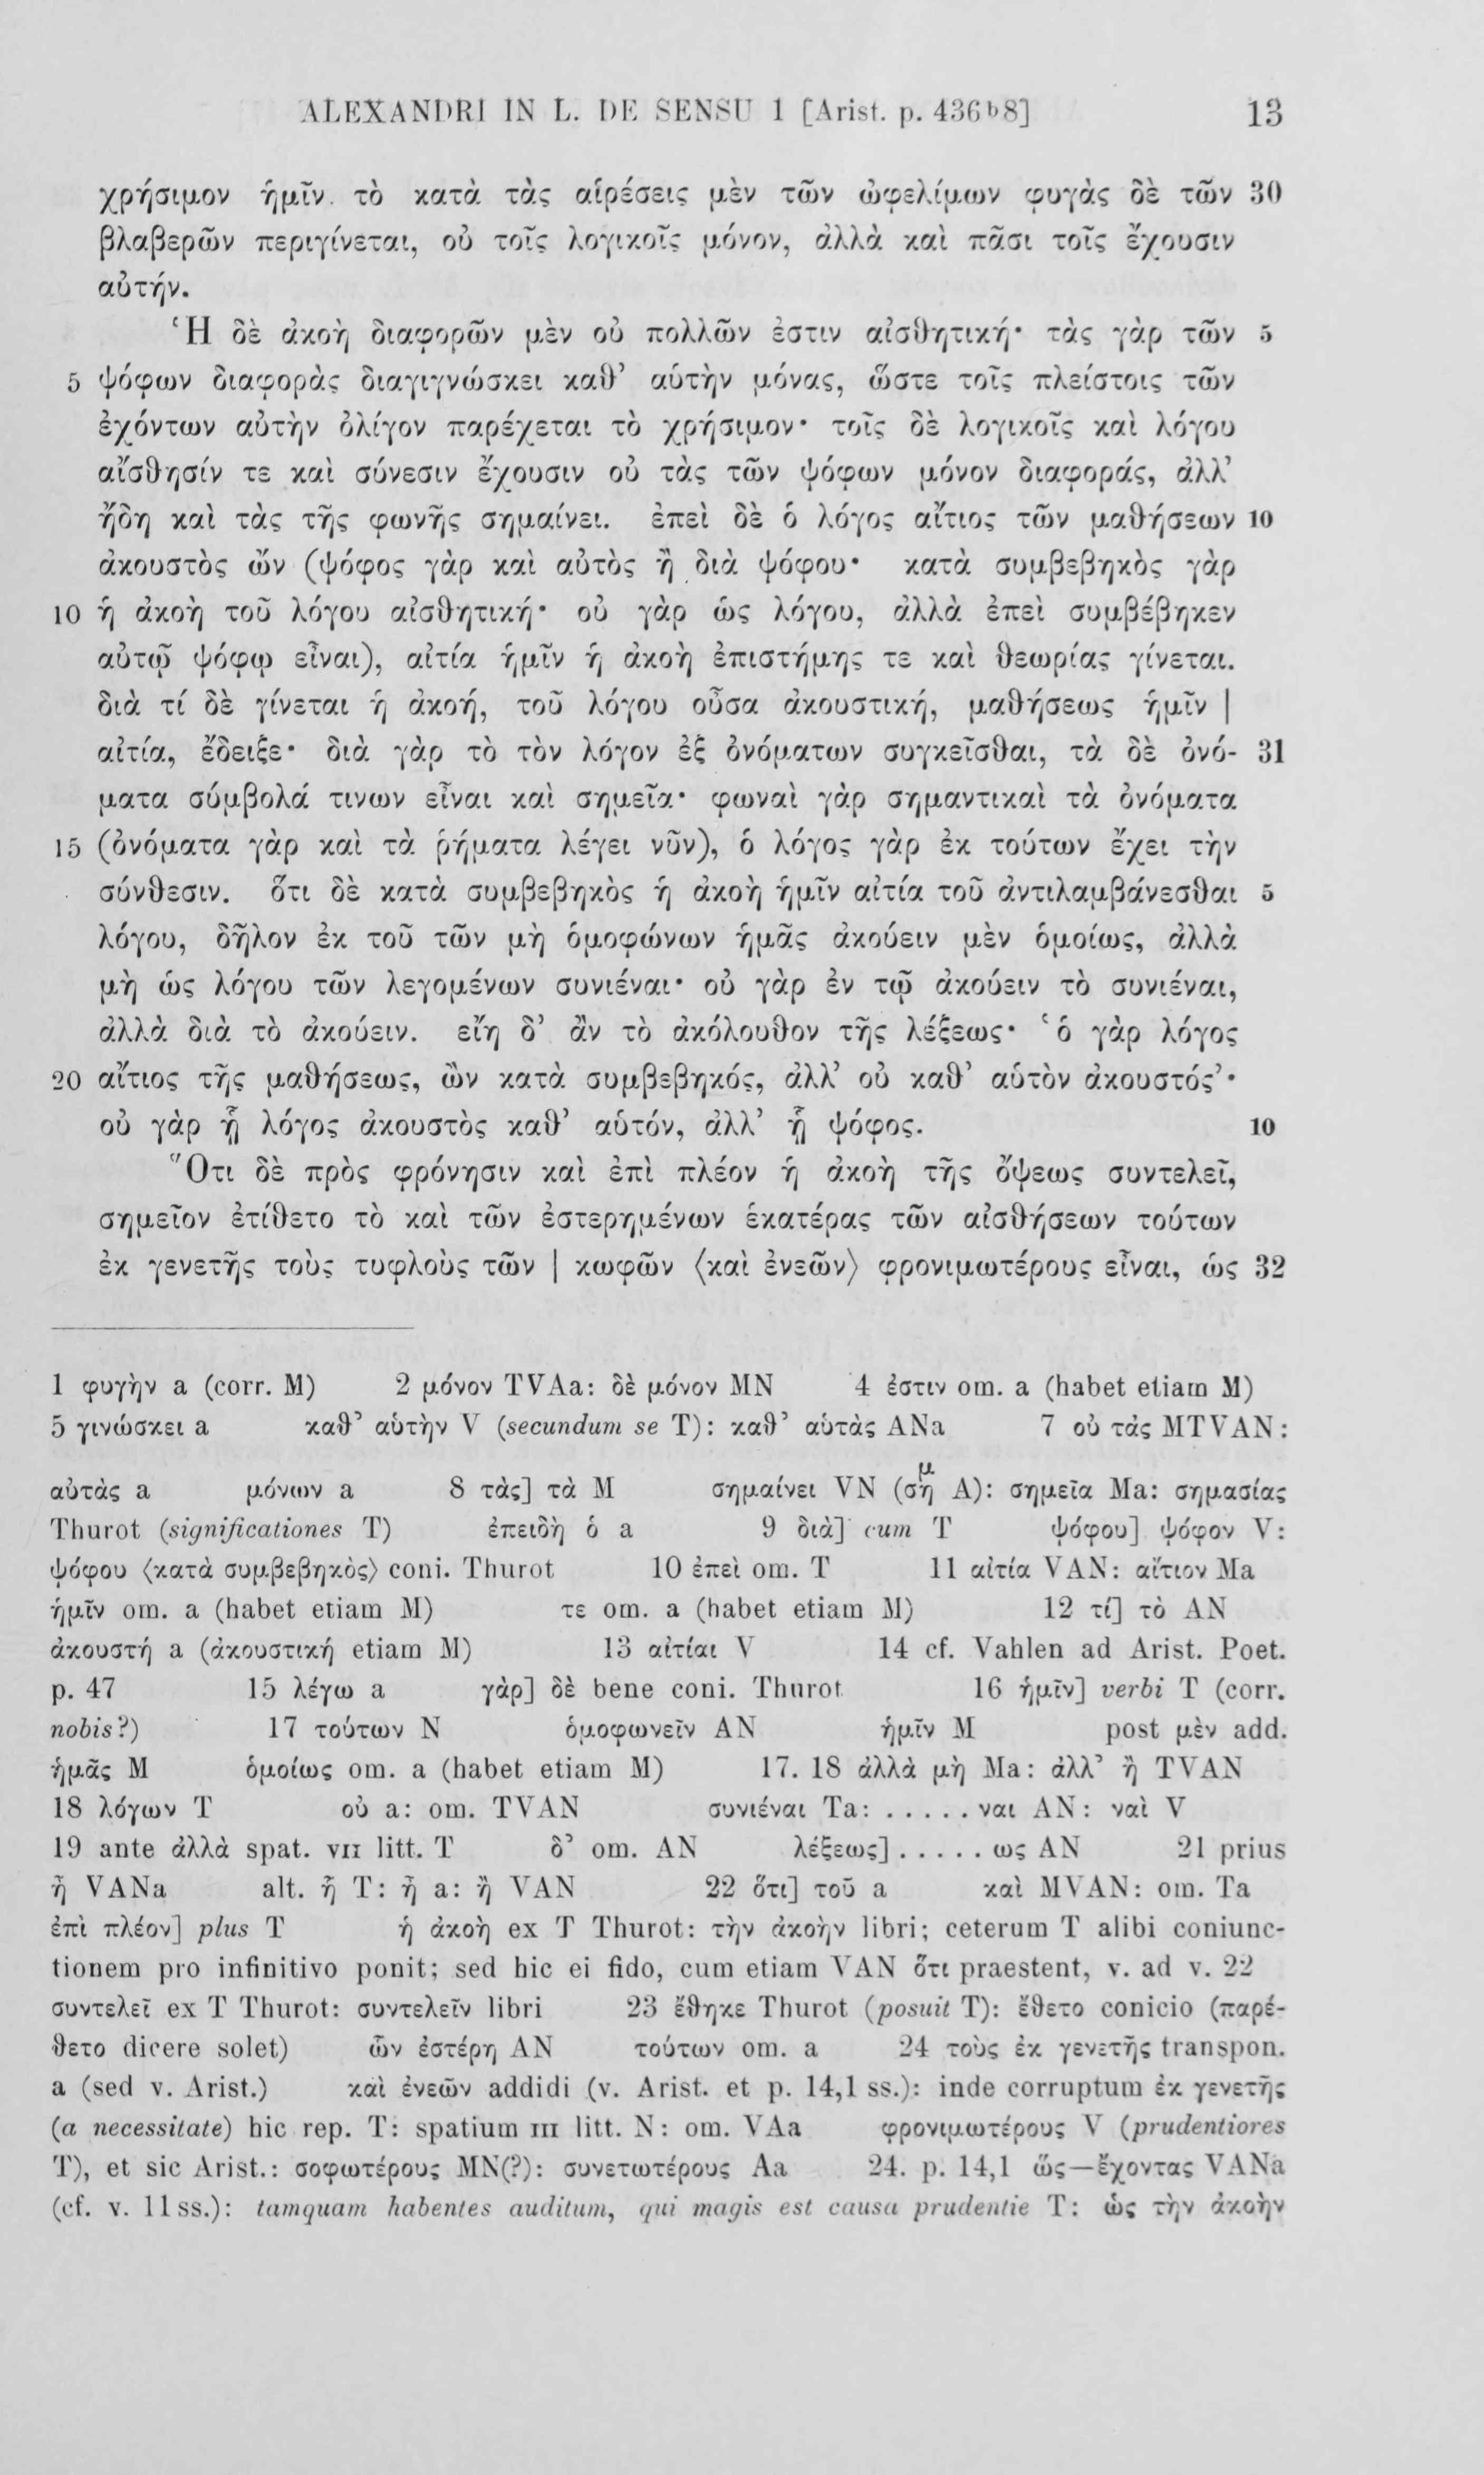 ALEXANDRI IN L. DE SENSU 1 [Arist. p. 436ᵇ8] 13
χρήσιμον ἡμῖν τὸ κατὰ τὰς αἱρέσεις μὲν τῶν ὠφελίμων φυγὰς δὲ τῶν 30
βλαβερῶν περιγίνεται, οὐ τοῖς λογικοῖς μόνον, ἀλλὰ καὶ πᾶσι τοῖς ἔχουσιν
αὐτήν.
Ἡ δὲ ἀκοὴ διαφορῶν μὲν οὐ πολλῶν ἐστιν αἰσθητική· τὰς γὰρ τῶν 5
5 ψόφων διαφορὰς διαγιγνώσκει καθ’ αὑτὴν μόνας, ὥστε τοῖς πλείστοις τῶν
ἐχόντων αὐτὴν ὀλίγον παρέχεται τὸ χρήσιμον· τοῖς δὲ λογικοῖς καὶ λόγου
αἴσθησίν τε καὶ σύνεσιν ἔχουσιν οὐ τὰς τῶν ψόφων μόνον διαφοράς, ἀλλ’
ἤδη καὶ τὰς τῆς φωνῆς σημαίνει. ἐπεὶ δὲ ὁ λόγος αἴτιος τῶν μαθήσεων 10
ἀκουστὸς ὤν (ψόφος γὰρ καὶ αὐτὸς ἢ διὰ ψόφου· κατὰ συμβεβηκὸς γὰρ
10 ἡ ἀκοὴ τοῦ λόγου αἰσθητική· οὐ γὰρ ὡς λόγου, ἀλλὰ ἐπεὶ συμβέβηκεν
αὐτῷ ψόφῳ εἶναι), αἰτία ἡμῖν ἡ ἀκοὴ ἐπιστήμης τε καὶ θεωρίας γίνεται.
διὰ τί δὲ γίνεται ἡ ἀκοή, τοῦ λόγου οὖσα ἀκουστική, μαθήσεως ἡμῖν |
αἰτία, ἔδειξε· διὰ γὰρ τὸ τὸν λόγον ἐξ ὀνόματων συγκεῖσθαι, τὰ δὲ ὀνό- 31
ματα σύμβολά τινων εἶναι καὶ σημεῖα· φωναὶ γὰρ σημαντικαὶ τὰ ὀνόματα
15 (ὀνόματα γὰρ καὶ τὰ ῥήματα λέγει νῦν), ὁ λόγος γὰρ ἐκ τούτων ἔχει τὴν
σύνθεσιν. ὅτι δὲ κατὰ συμβεβηκὸς ἡ ἀκοὴ ἡμῖν αἰτία τοῦ ἀντιλαμβάνεσθαι 5
λόγου, δῆλον ἐκ τοῦ τῶν μὴ ὁμοφώνων ἡμᾶς ἀκούειν μὲν ὁμοίως, ἀλλὰ
μὴ ὡς λόγου τῶν λεγομένων συνιέναι· οὐ γὰρ ἐν τῷ ἀκούειν τὸ συνιέναι,
ἀλλὰ διὰ τὸ ἀκούειν. εἴη δ’ ἂν τὸ ἀκόλουθον τῆς λέξεως· ‘ὁ γὰρ λόγος
20 αἴτιος τῆς μαθήσεως, ὢν κατὰ συμβεβηκός, ἀλλ’ οὐ καθ’ αὑτὸν ἀκουστός’·
οὐ γὰρ ᾗ λόγος ἀκουστὸς καθ’ αὑτόν, ἀλλ’ ᾗ ψόφος. 10
Ὅτι δὲ πρὸς φρόνησιν καὶ ἐπὶ πλέον ἡ ἀκοὴ τῆς ὄψεως συντελεῖ,
σημεῖον ἐτίθετο τὸ καὶ τῶν ἐστερημένων ἑκατέρας τῶν αἰσθήσεων τούτων
ἐκ γενετῆς τοὺς τυφλοὺς τῶν | κωφῶν ⟨καὶ ἐνεῶν⟩ φρονιμωτέρους εἶναι, ὡς 32
1 φυγὴν a (corr. M) 2 μόνον TVAa: δὲ μόνον MN 4 ἐστιν om. a (habet etiam M)
5 γινώσκει a καθ’ αὑτὴν V (secundum se T): καθ’ αὑτὰς ANa 7 οὐ τάς MTVAN:
αὐτὰς a μόνων a 8 τὰς] τὰ M σημαίνει VN (σημ A): σημεῖα Ma: σημασίας
Thurot (significationes T) ἐπειδὴ ὁ a 9 διὰ] cum T ψόφου] ψόφον V:
ψόφου ⟨κατὰ συμβεβηκὸς⟩ coni. Thurot 10 ἐπεὶ om. T 11 αἰτία VAN: αἴτιον Ma
ἡμῖν om. a (habet etiam M) τε om. a (habet etiam M) 12 τί] τὸ AN
ἀκουστή a (ἀκουστική etiam M) 13 αἰτίαι V 14 cf. Vahlen ad Arist. Poet.
p. 47 15 λέγω a γὰρ] δὲ bene coni. Thurot 16 ἡμῖν] verbi T (corr.
nobis?) 17 τούτων N ὁμοφωνεῖν AN ἡμῖν M post μὲν add.
ἡμᾶς M ὁμοίως om. a (habet etiam M) 17. 18 ἀλλὰ μὴ Ma: ἀλλ’ ἢ TVAN
18 λόγων T οὐ a: om. TVAN συνιέναι Ta: . . . . . ναι AN: ναὶ V
19 ante ἀλλὰ spat. VII litt. T δ’ om. AN λέξεως] . . . . . ως AN 21 prius
ᾗ VANa alt. ᾗ T: ἢ a: ἢ VAN 22 ὅτι] τοῦ a καὶ MVAN: om. Ta
ἐπὶ πλέον] plus T ἡ ἀκοὴ ex T Thurot: τὴν ἀκοὴν libri; ceterum T alibi coniunc-
tionem pro infinitivo ponit; sed hic ei fido, cum etiam VAN ὅτι praestent, v. ad v. 22
συντελεῖ ex T Thurot: συντελεῖν libri 23 ἔθηκε Thurot (posuit T): ἔθετο conicio (παρέ-
θετο dicere solet) ὧν ἐστέρη AN τούτων om. a 24 τοὺς ἐκ γενετῆς transpon.
a (sed v. Arist.) καὶ ἐνεῶν addidi (v. Arist. et p. 14,1 ss.): inde corruptum ἐκ γενετῆς
(a necessitate) hic rep. T: spatium III litt. N: om. VAa φρονιμωτέρους V (prudentiores
T), et sic Arist.: σοφωτέρους MN(?): συνετωτέρους Aa 24. p. 14,1 ὥς—ἔχοντας VANa
(cf. v. 11 ss.): tamquam habentes auditum, qui magis est causa prudentie T: ὡς τὴν ἀκοὴν